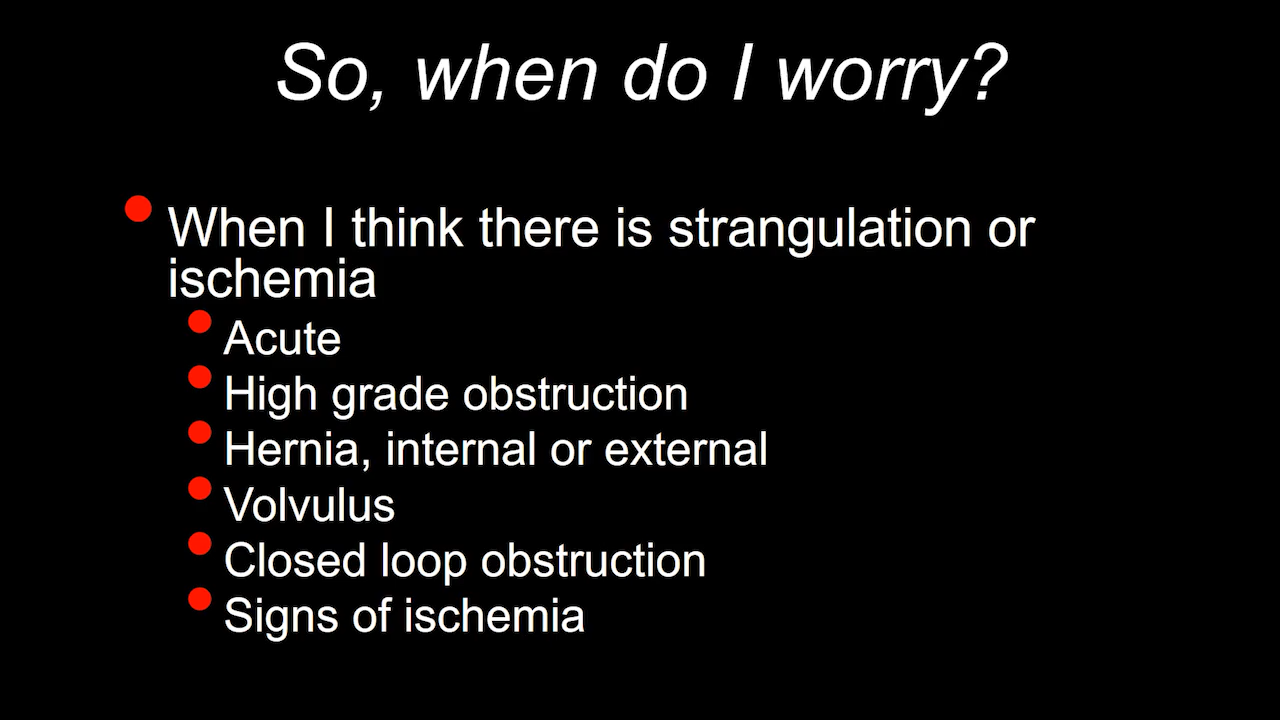 So, when do I worry?
When I think there is strangulation or
ischemia
Acute
High grade obstruction
Hernia, internal or external
Volvulus
Closed loop obstruction
Signs of ischemia